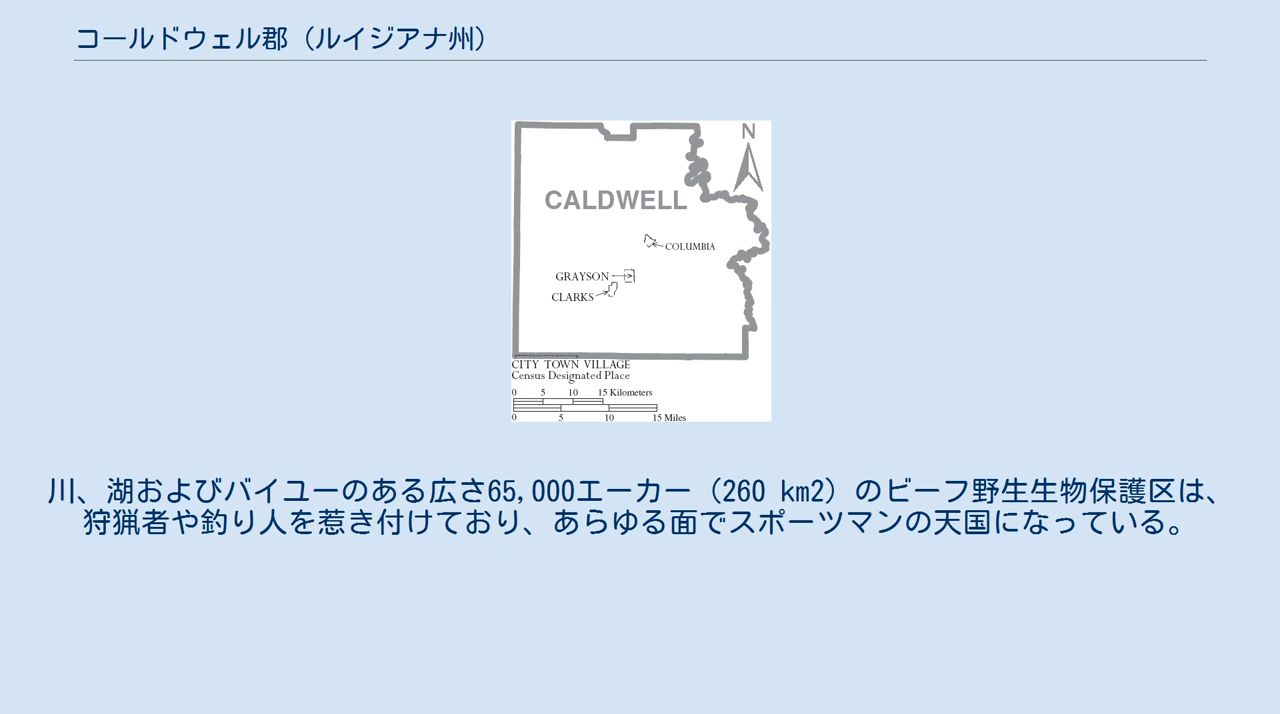 コールドウェル郡（ルイジアナ州）
N
CALDWELL
COLUMBIA
GRAYSON
CLARKS
CITY TOWN VILLAGE
Census Designated Place
0 5 10 15 Kilometers
0 5 10 15 Miles
川、湖およびバイユーのある広さ65,000エーカー（260 km2）のビーフ野生生物保護区は、
狩猟者や釣り人を惹き付けており、あらゆる面でスポーツマンの天国になっている。